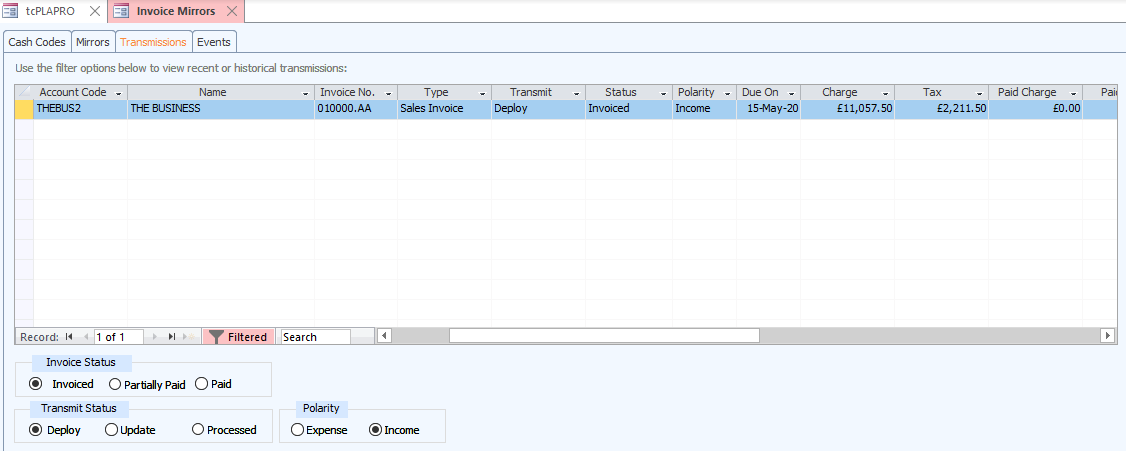 tcPLAPRO Invoice Mirrors
Cash Codes Mirrors Transmissions Events
Use the filter options below to view recent or historical transmissions:
Account Code Name Invoice No. Type Transmit Status Polarity Due On Charge Tax Paid Charge Paid
THEBUS2 THE BUSINESS 010000.AA Sales Invoice Deploy Invoiced Income 15-May-20 £11,057.50 £2,211.50 £0.00
Record: 1 of 1 Filtered Search
Invoice Status
Invoiced Partially Paid Paid
Transmit Status Polarity
Deploy Update Processed Expense Income